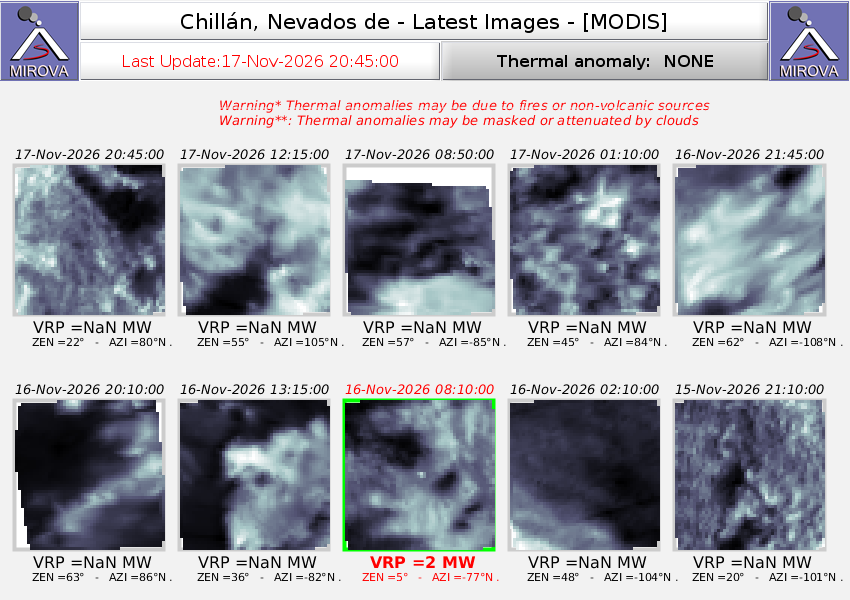 Chillán, Nevados de - Latest Images - [MODIS]
MIROVA
Last Update:17-Nov-2026 20:45:00
Thermal anomaly: NONE
MIROVA
Warning* Thermal anomalies may be due to fires or non-volcanic sources
Warning**: Thermal anomalies may be masked or attenuated by clouds
17-Nov-2026 20:45:00 17-Nov-2026 12:15:00 17-Nov-2026 08:50:00 17-Nov-2026 01:10:00 16-Nov-2026 21:45:00
VRP =NaN MW VRP =NaN MW VRP =NaN MW VRP =NaN MW VRP =NaN MW
ZEN =22° - AZI =80°N . ZEN =55° - AZI =105°N . ZEN =57° - AZI =-85°N . ZEN =45° - AZI =84°N . ZEN =62° - AZI =-108°N .
16-Nov-2026 20:10:00 16-Nov-2026 13:15:00 16-Nov-2026 08:10:00 16-Nov-2026 02:10:00 15-Nov-2026 21:10:00
VRP =NaN MW VRP =NaN MW VRP =2 MW VRP =NaN MW VRP =NaN MW
ZEN =63° - AZI =86°N . ZEN =36° - AZI =-82°N . ZEN =5° - AZI =-77°N . ZEN =48° - AZI =-104°N . ZEN =20° - AZI =-101°N .